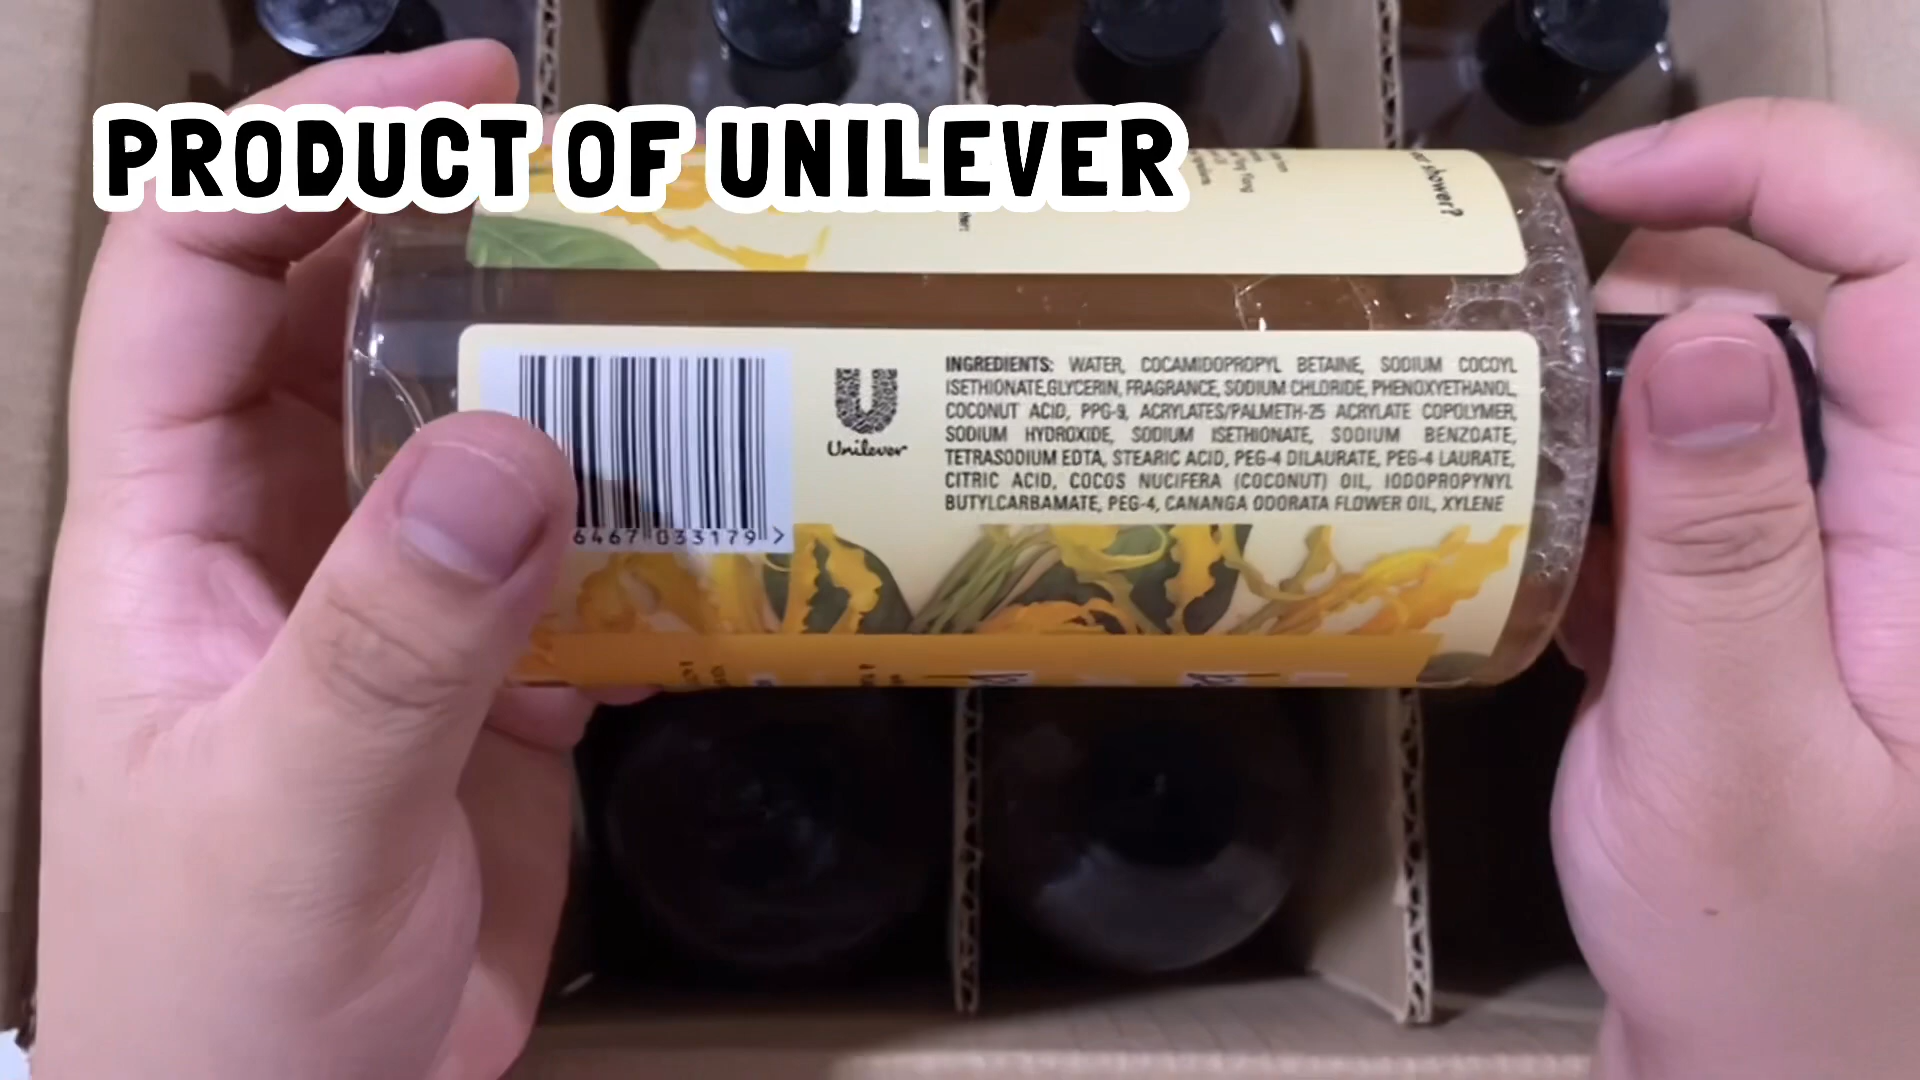 PRODUCT OF UNILEVER
shower?
Unilever
INGREDIENTS: WATER, COCAMIDOPROPYL BETAINE, SODIUM COCOYL
ISETHIONATE,GLYCERIN, FRAGRANCE, SODIUM CHLORIDE, PHENOXYETHANOL,
COCONUT ACID, PPG-9, ACRYLATES/PALMETH-25 ACRYLATE COPOLYMER,
SODIUM HYDROXIDE, SODIUM ISETHIONATE, SODIUM BENZOATE,
TETRASODIUM EDTA, STEARIC ACID, PEG-4 DILAURATE, PEG-4 LAURATE,
CITRIC ACID, COCOS NUCIFERA (COCONUT) OIL, IODOPROPYNYL
BUTYLCARBAMATE, PEG-4, CANANGA ODORATA FLOWER OIL, XYLENE
6467 033179 >